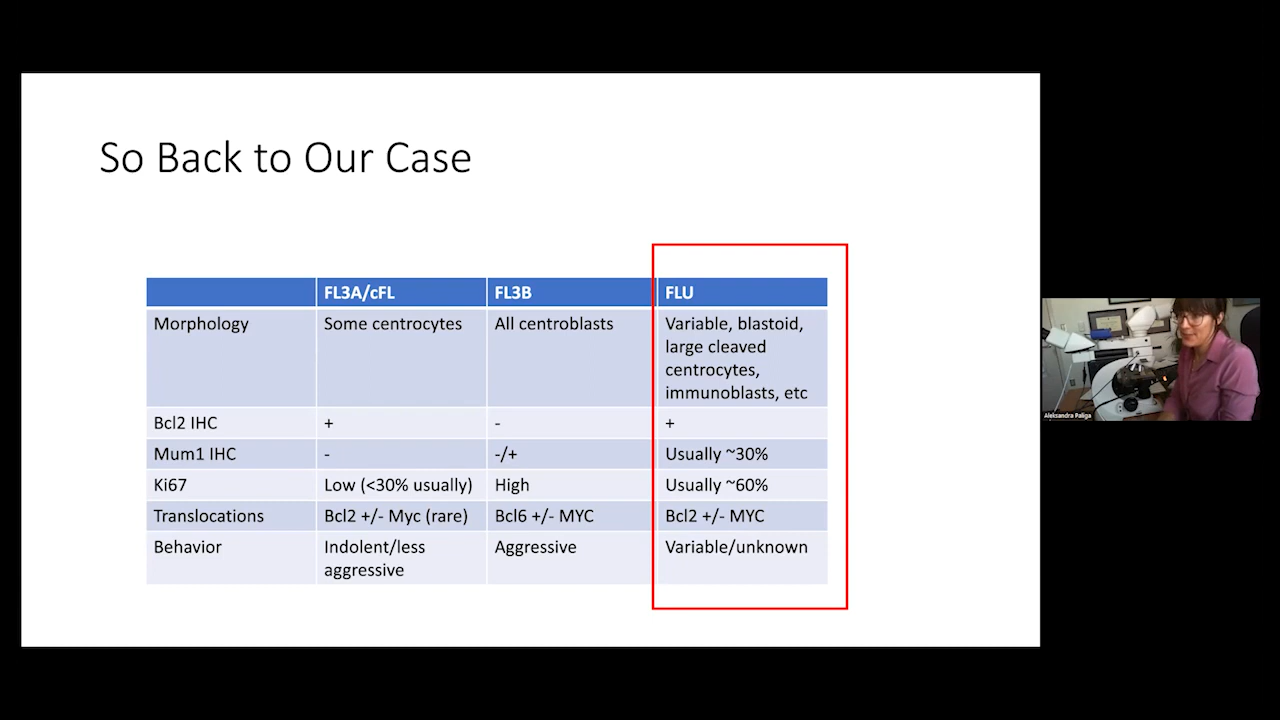 So Back to Our Case
FL3A/cFL FL3B FLU
Morphology Some centrocytes All centroblasts Variable, blastoid,
large cleaved
centrocytes,
immunoblasts, etc
Bcl2 IHC + - +
Mum1 IHC - -/+ Usually ~30%
Ki67 Low (<30% usually) High Usually ~60%
Translocations Bcl2 +/- Myc (rare) Bcl6 +/- MYC Bcl2 +/- MYC
Behavior Indolent/less Aggressive Variable/unknown
aggressive
Aleksandra Paliga